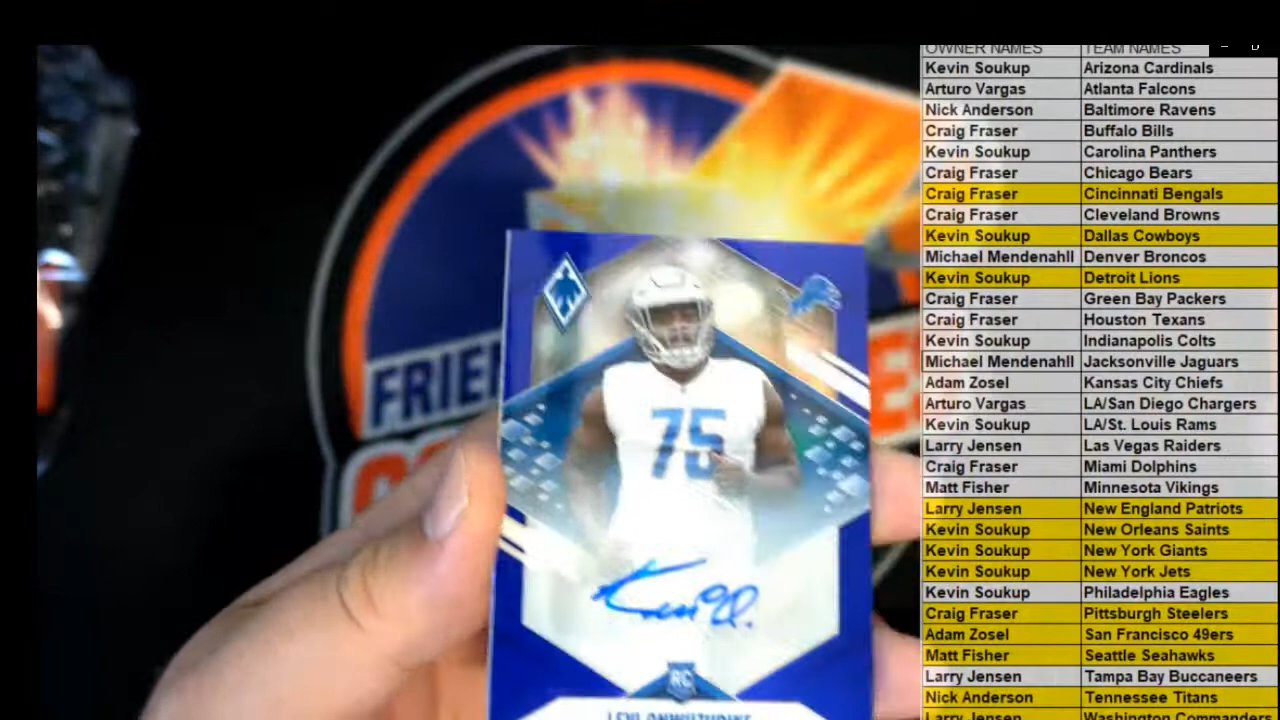 OWNER NAMES TEAM NAMES
Kevin Soukup Arizona Cardinals
Arturo Vargas Atlanta Falcons
Nick Anderson Baltimore Ravens
Craig Fraser Buffalo Bills
Kevin Soukup Carolina Panthers
Craig Fraser Chicago Bears
Craig Fraser Cincinnati Bengals
Craig Fraser Cleveland Browns
Kevin Soukup Dallas Cowboys
Michael Mendenahll Denver Broncos
Kevin Soukup Detroit Lions
Craig Fraser Green Bay Packers
Craig Fraser Houston Texans
Kevin Soukup Indianapolis Colts
Michael Mendenahll Jacksonville Jaguars
Adam Zosel Kansas City Chiefs
Arturo Vargas LA/San Diego Chargers
Kevin Soukup LA/St. Louis Rams
Larry Jensen Las Vegas Raiders
Craig Fraser Miami Dolphins
Matt Fisher Minnesota Vikings
Larry Jensen New England Patriots
Kevin Soukup New Orleans Saints
Kevin Soukup New York Giants
Kevin Soukup New York Jets
Kevin Soukup Philadelphia Eagles
Craig Fraser Pittsburgh Steelers
Adam Zosel San Francisco 49ers
Matt Fisher Seattle Seahawks
Larry Jensen Tampa Bay Buccaneers
Nick Anderson Tennessee Titans
Larry Jensen Washington Commanders
75
RC
LEVI ONWUZURIKE